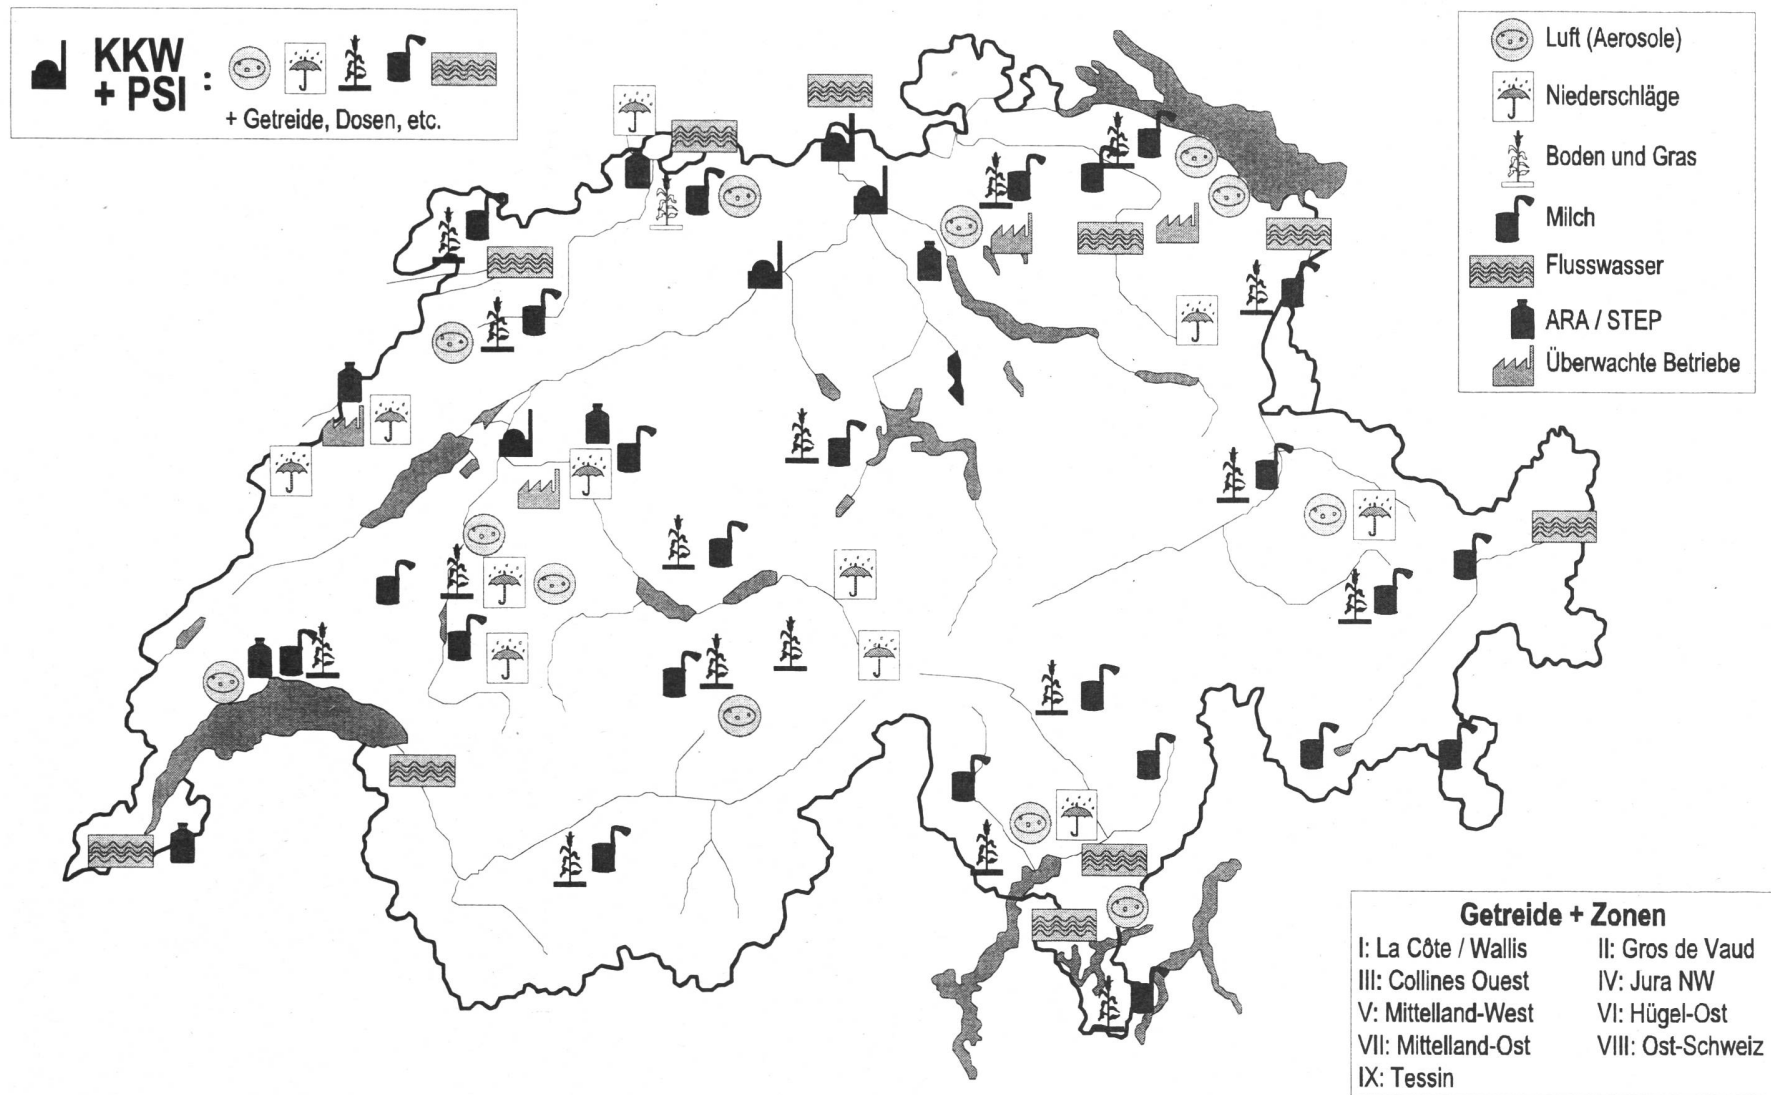 KKW
+ PSI :
+ Getreide, Dosen, etc.
Luft (Aerosole)
Niederschläge
Boden und Gras
Milch
Flusswasser
ARA / STEP
Überwachte Betriebe
Getreide + Zonen
I: La Côte / Wallis II: Gros de Vaud
III: Collines Ouest IV: Jura NW
V: Mittelland-West VI: Hügel-Ost
VII: Mittelland-Ost VIII: Ost-Schweiz
IX: Tessin